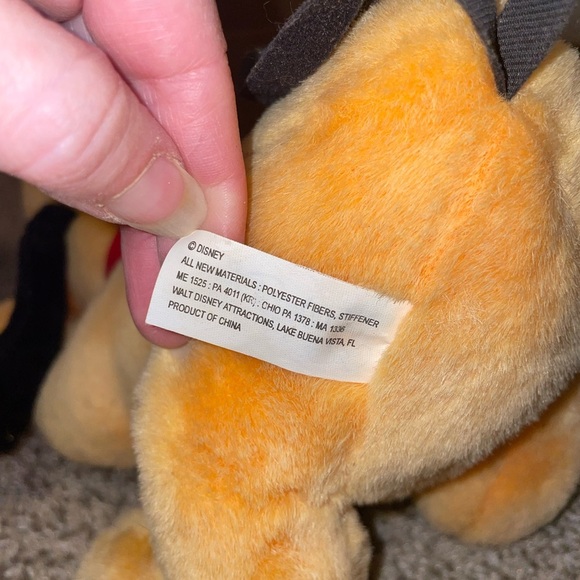 © DISNEY
ALL NEW MATERIALS : POLYESTER FIBERS, STIFFENER
ME 1525 : PA 4011 (KR) : CHIO PA 1378 : MA 1336
WALT DISNEY ATTRACTIONS, LAKE BUENA VISTA, FL
PRODUCT OF CHINA